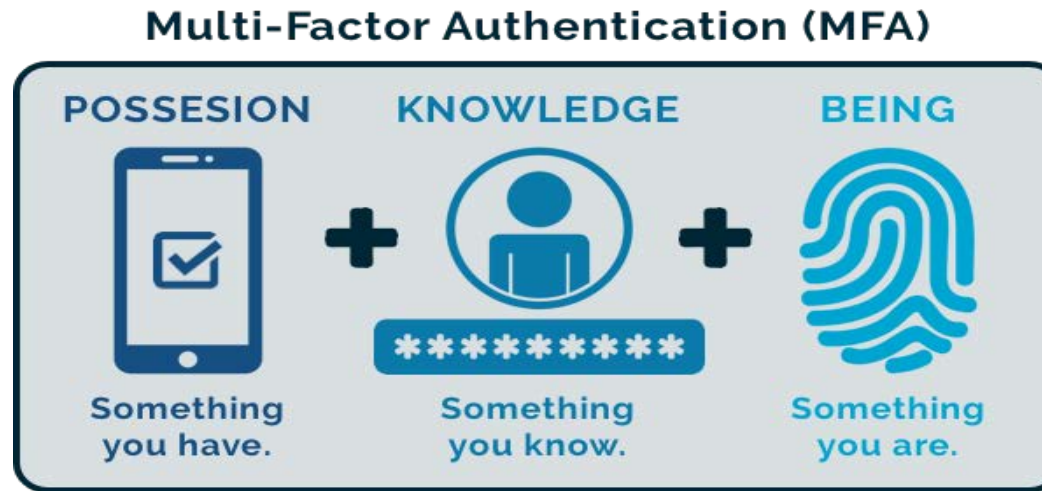 Multi-Factor Authentication (MFA)
POSSESION
KNOWLEDGE
BEING
*********
Something
you have.
Something
you know.
Something
you are.